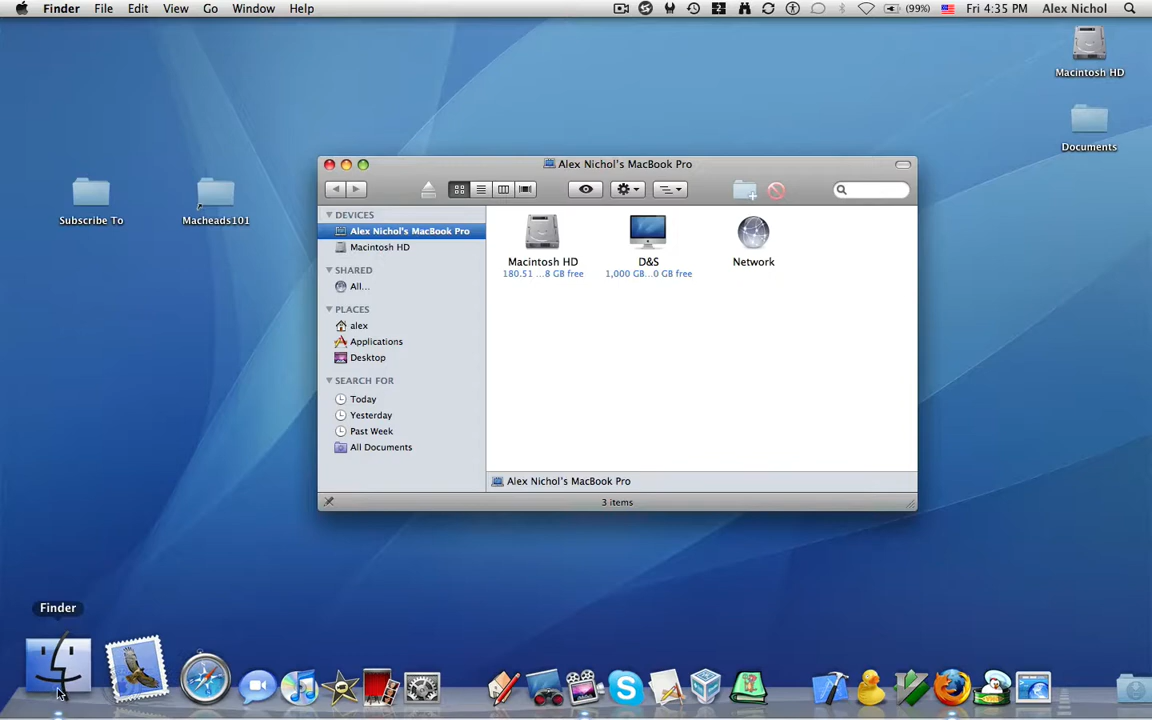 Finder File Edit View Go Window Help (99%) Fri 4:35 PM Alex Nichol
Macintosh HD
Documents
Subscribe To
Macheads101
Alex Nichol's MacBook Pro
DEVICES
Alex Nichol's MacBook Pro
Macintosh HD
SHARED
All...
PLACES
alex
Applications
Desktop
SEARCH FOR
Today
Yesterday
Past Week
All Documents
Macintosh HD
180.51 ...8 GB free
D&S
1,000 GB...0 GB free
Network
Alex Nichol's MacBook Pro
3 items
Finder